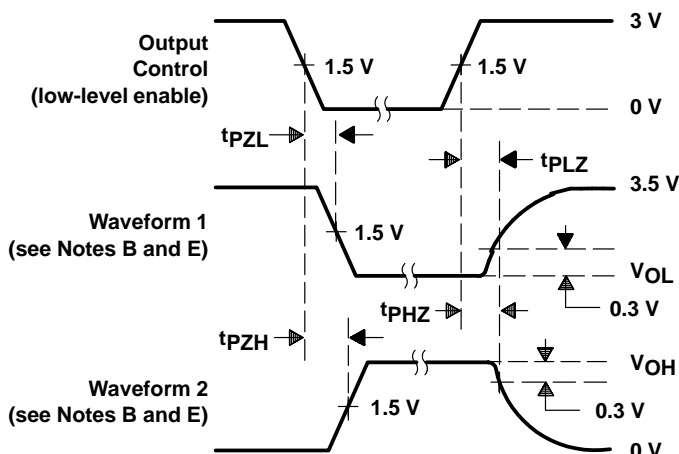 3 V
Output
Control
(low-level enable)
1.5 V
1.5 V
0 V
tPZL
tPLZ
3.5 V
Waveform 1
(see Notes B and E)
1.5 V
VOL
0.3 V
tPHZ
tPZH
VOH
Waveform 2
(see Notes B and E)
1.5 V
0.3 V
0 V